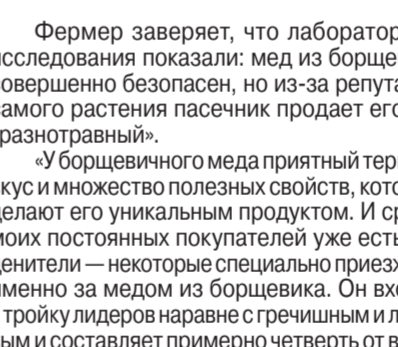 Фермер заверяет, что лаборатор
исследования показали: мед из борще
совершенно безопасен, но из-за репута
самого растения пасечник продает его
разнотравный».
«У борщевичного меда приятный тер
кус и множество полезных свойств, кото
делают его уникальным продуктом. И ср
моих постоянных покупателей уже есть
ценители — некоторые специально приезж
именно за медом из борщевика. Он вхо
тройку лидеров наравне с гречишным и л
ым и составляет примерно четверть от в